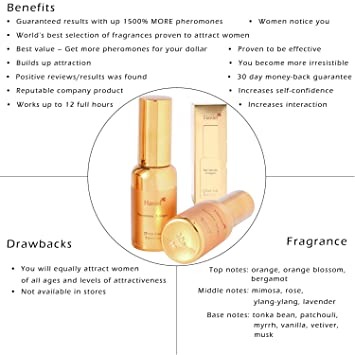 Benefits
• Guaranteed results with up 1500% MORE pheromones
• Women notice you
• World's best selection of fragrances proven to attract women
• Best value – Get more pheromones for your dollar
• Proven to be effective
• Builds up attraction
• You become more irresistible
• Positive reviews/results was found
• 30 day money-back guarantee
• Reputable company product
• Increases self-confidence
• Works up to 12 full hours
• Increases interaction
Drawbacks
• You will equally attract women
of all ages and levels of attractiveness
• Not available in stores
Fragrance
Top notes: orange, orange blossom,
bergamot
Middle notes: mimosa, rose,
ylang-ylang, lavender
Base notes: tonka bean, patchouli,
myrrh, vanilla, vetiver,
musk